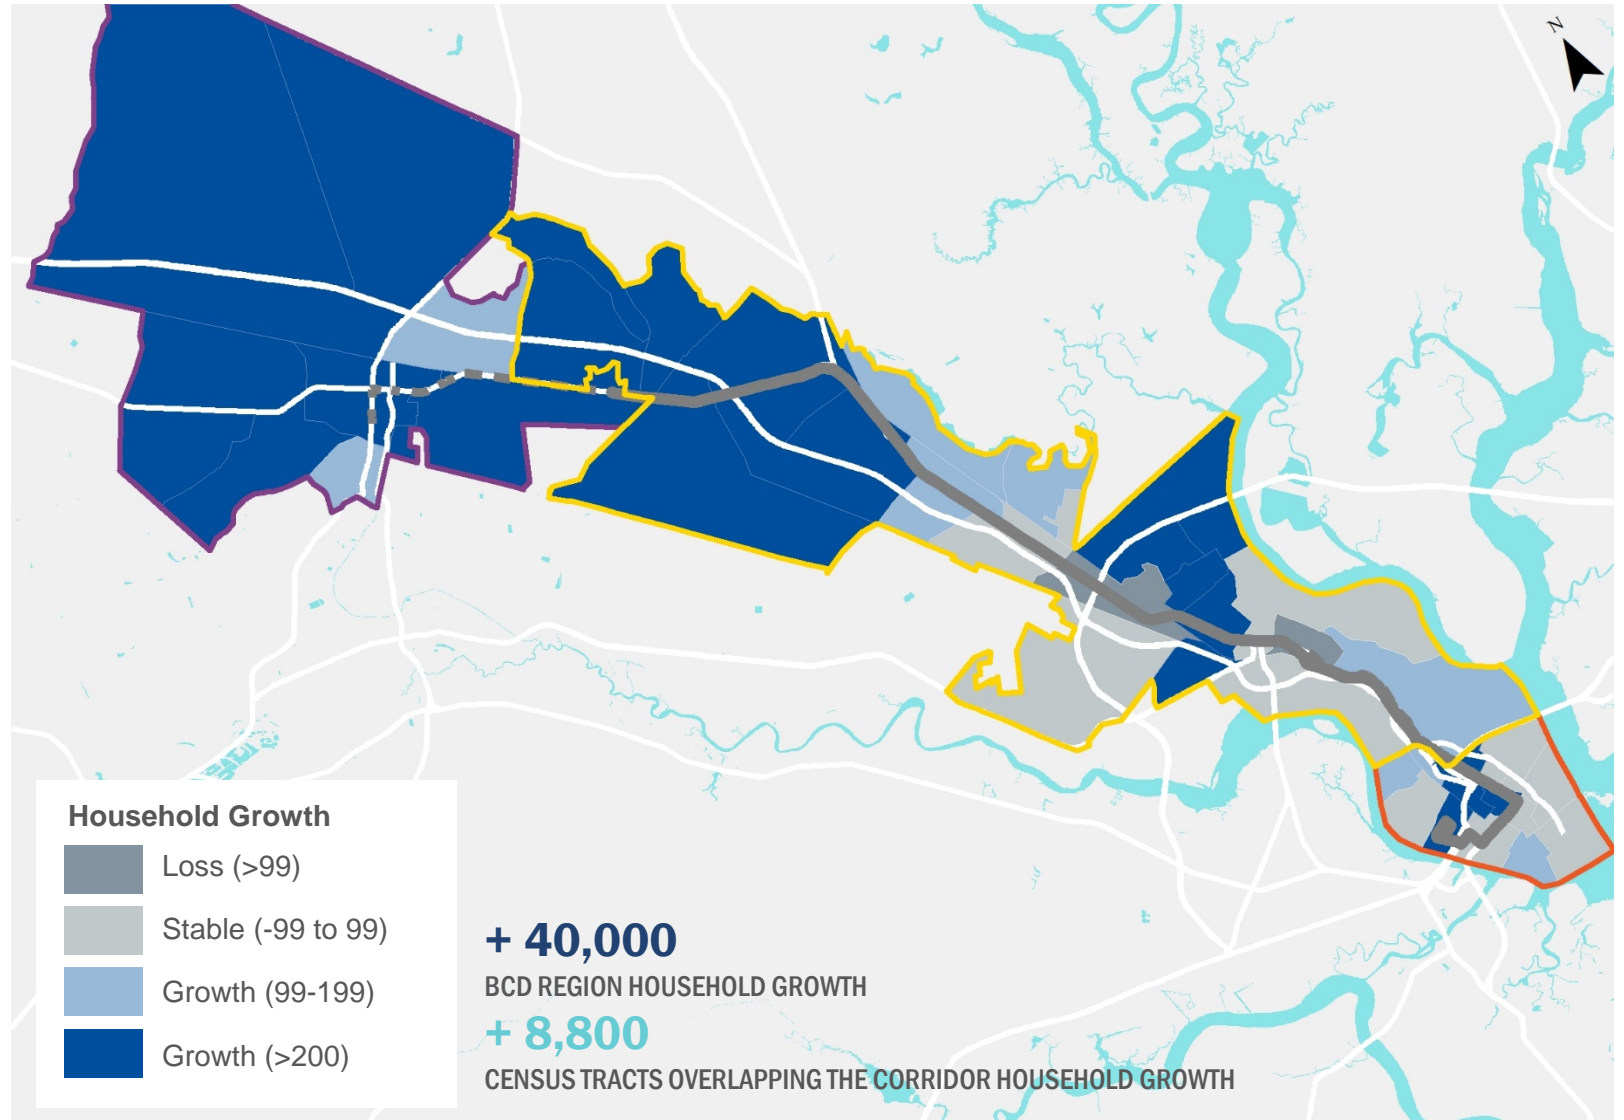 N
Household Growth
Loss (>99)
Stable (-99 to 99)
Growth (99-199)
Growth (>200)
+ 40,000
BCD REGION HOUSEHOLD GROWTH
+ 8,800
CENSUS TRACTS OVERLAPPING THE CORRIDOR HOUSEHOLD GROWTH